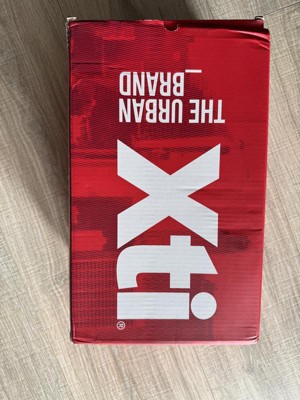 THE URBAN
_BRAND
Xti®